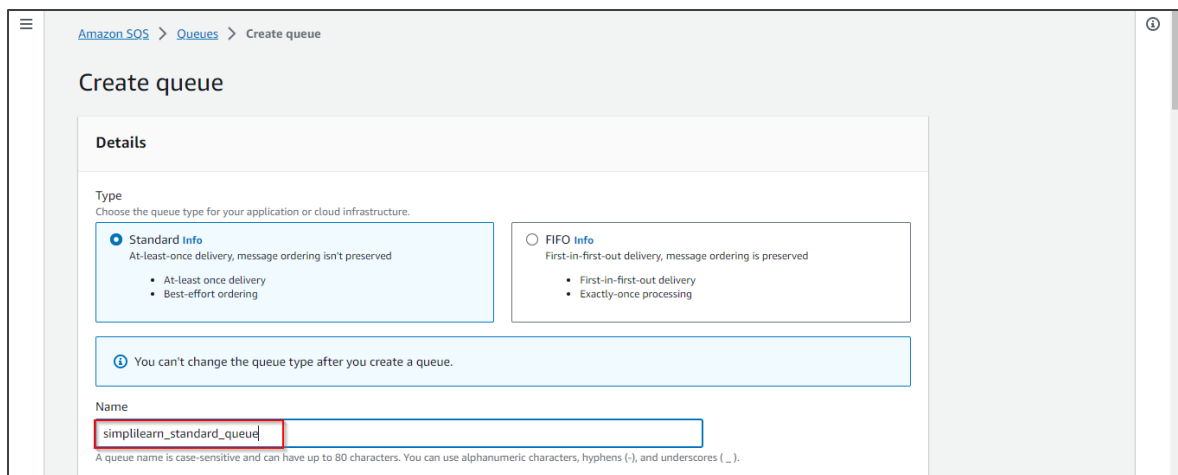 Amazon SQS > Queues > Create queue
Create queue
Details
Type
Choose the queue type for your application or cloud infrastructure.
Standard Info
At-least-once delivery, message ordering isn't preserved
• At-least once delivery
• Best-effort ordering
FIFO Info
First-in-first-out delivery, message ordering is preserved
• First-in-first-out delivery
• Exactly-once processing
You can't change the queue type after you create a queue.
Name
simplilearn_standard_queue
A queue name is case-sensitive and can have up to 80 characters. You can use alphanumeric characters, hyphens (-), and underscores ( _ ).